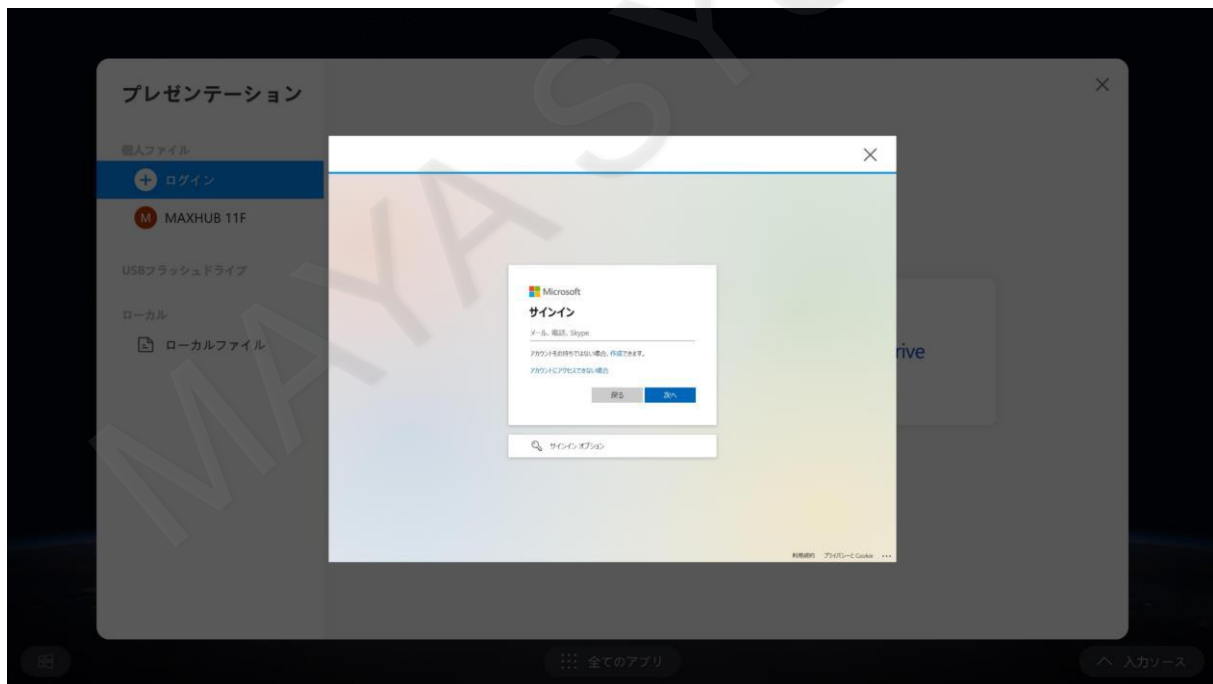 プレゼンテーション
個人ファイル
ログイン
M MAXHUB 11F
USBフラッシュドライブ
ローカル
ローカルファイル
Microsoft
サインイン
メール、電話、Skype
アカウントをお持ちではない場合、作成できます。
アカウントにアクセスできない場合
戻る 次へ
サインイン オプション
利用規約 プライバシーと Cookie ...
rive
全てのアプリ
入力ソース
MAYA SY